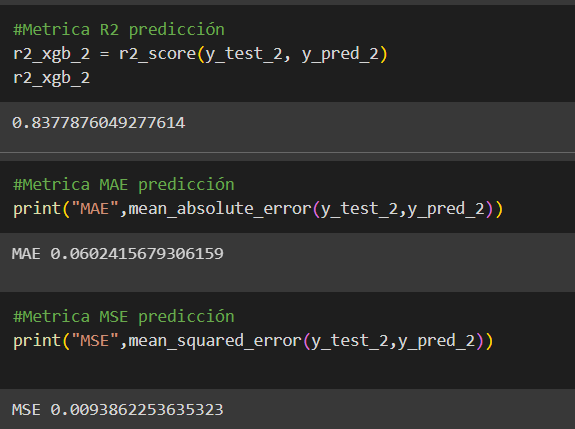 #Metrica R2 predicción
r2_xgb_2 = r2_score(y_test_2, y_pred_2)
r2_xgb_2
0.8377876049277614
#Metrica MAE predicción
print("MAE",mean_absolute_error(y_test_2,y_pred_2))
MAE 0.0602415679306159
#Metrica MSE predicción
print("MSE",mean_squared_error(y_test_2,y_pred_2))
MSE 0.0093862253635323